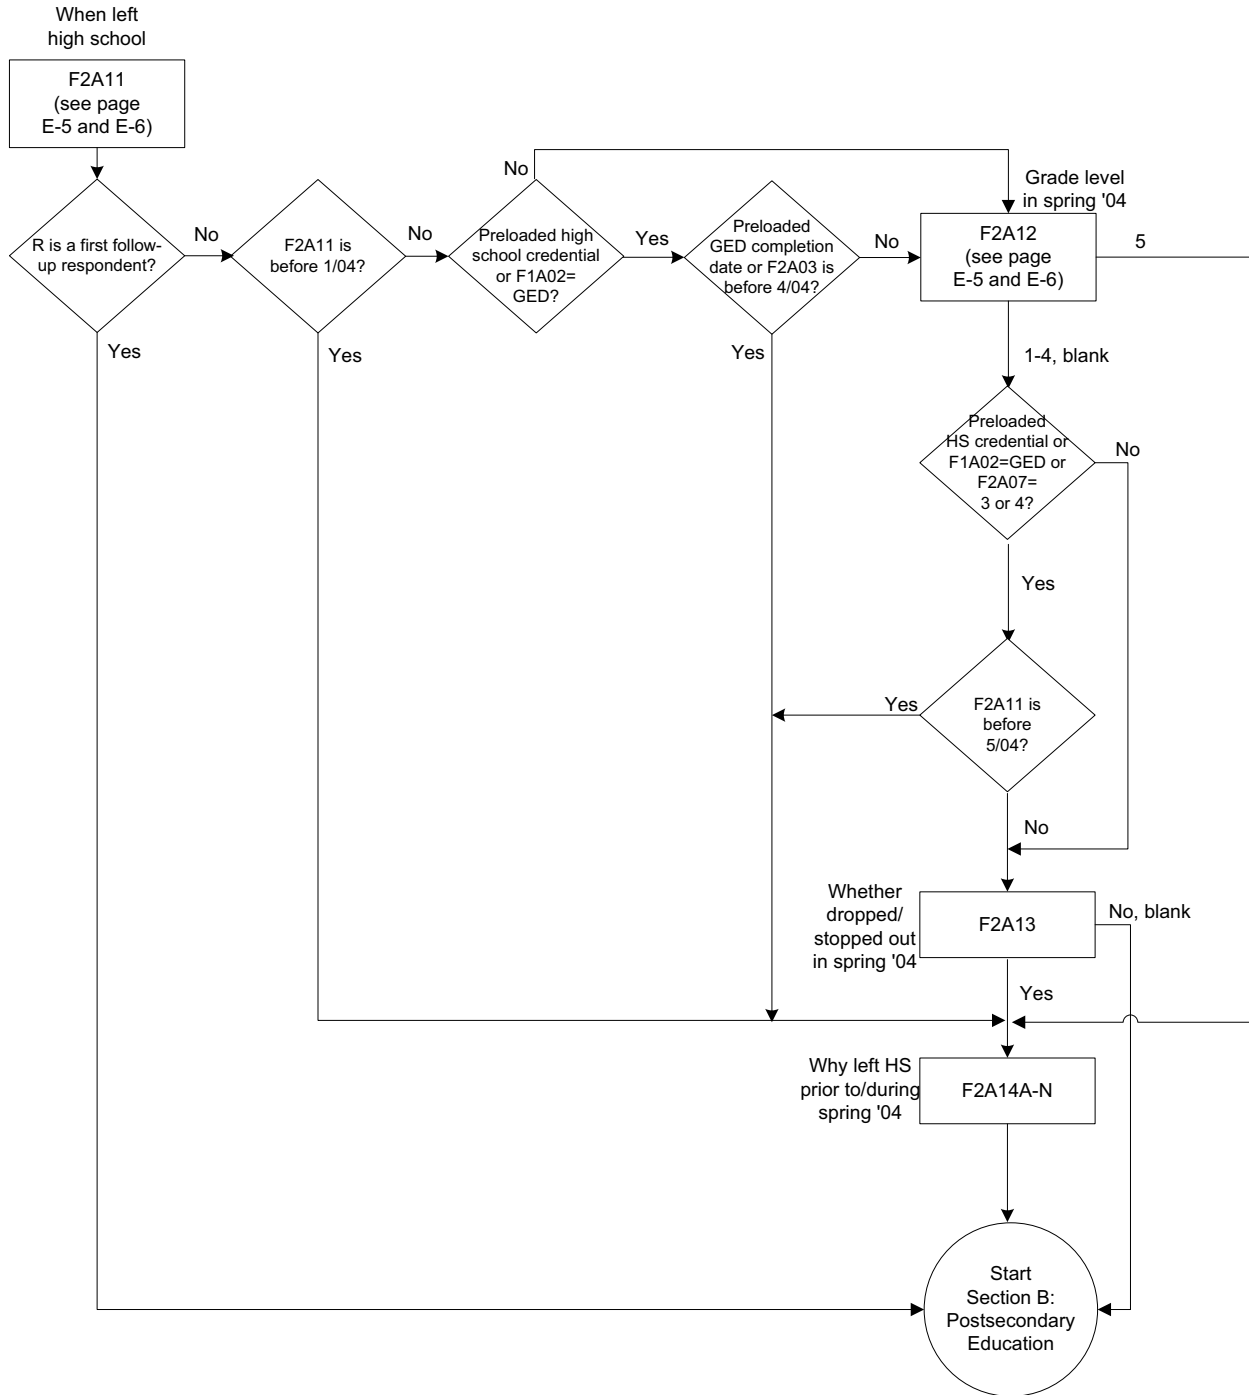 When left
high school
F2A11
(see page
E-5 and E-6)
No
Grade level
in spring '04
R is a first follow-
up respondent?
No
F2A11 is
before 1/04?
No
Preloaded high
school credential
or F1A02=
GED?
Yes
Preloaded
GED completion
date or F2A03 is
before 4/04?
No
F2A12
(see page
E-5 and E-6)
5
Yes
Yes
Yes
1-4, blank
Preloaded
HS credential or
F1A02=GED or
F2A07=
3 or 4?
No
Yes
Yes
F2A11 is
before
5/04?
No
Whether
dropped/
stopped out
in spring '04
F2A13
No, blank
Yes
Why left HS
prior to/during
spring '04
F2A14A-N
Start
Section B:
Postsecondary
Education